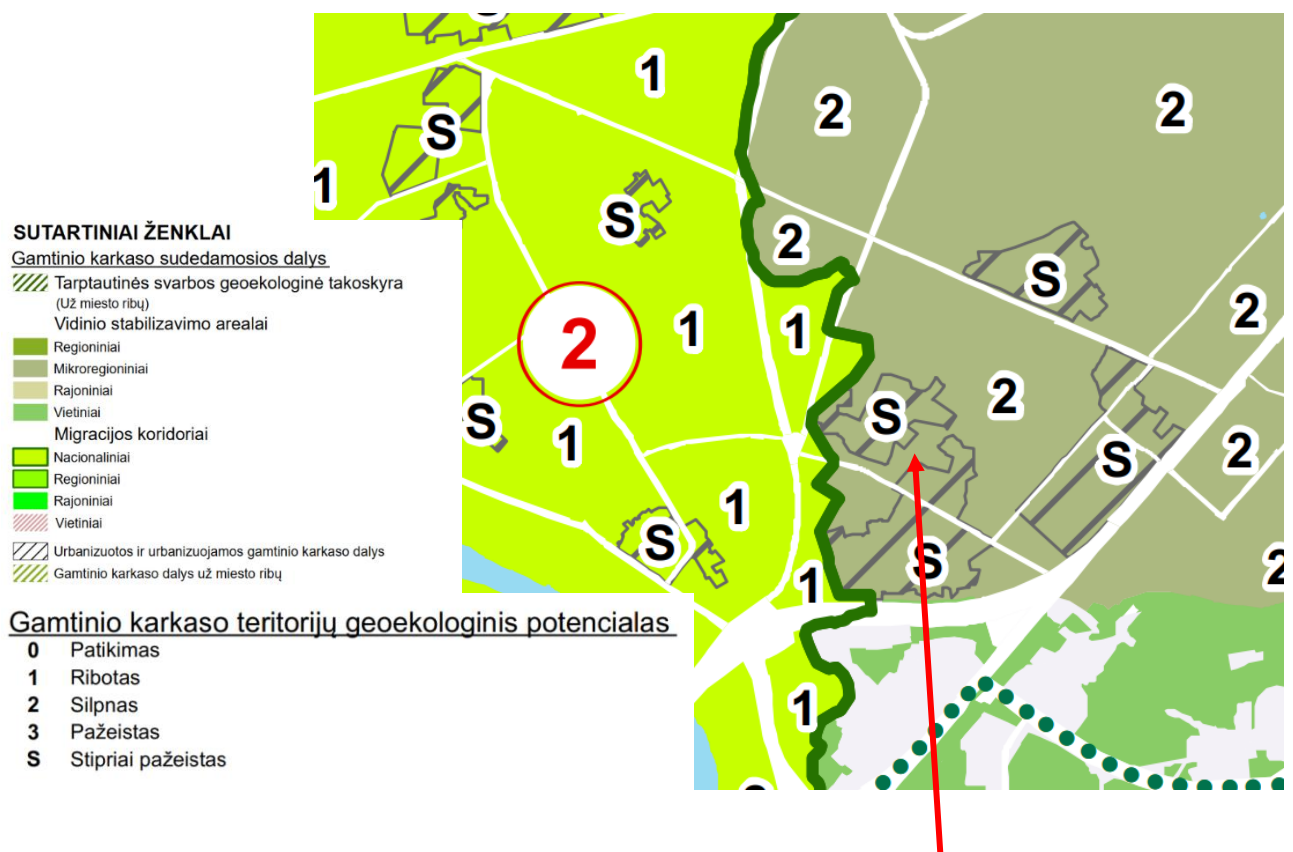 S
1
2
2
S
1
S
2
S
2
2
1
1
S
2
S
1
2
S
2
S
1
S
S
1
2
1
SUTARTINIAI ŽENKLAI
Gamtinio karkaso sudedamosios dalys
Tarptautinės svarbos geoekologinė takoskyra
(Už miesto ribų)
Vidinio stabilizavimo arealai
Regioniniai
Mikroregioniniai
Rajoniniai
Vietiniai
Migracijos koridoriai
Nacionaliniai
Regioniniai
Rajoniniai
Vietiniai
Urbanizuotos ir urbanizuojamos gamtinio karkaso dalys
Gamtinio karkaso dalys už miesto ribų
Gamtinio karkaso teritorijų geoekologinis potencialas
0 Patikimas
1 Ribotas
2 Silpnas
3 Pažeistas
S Stipriai pažeistas